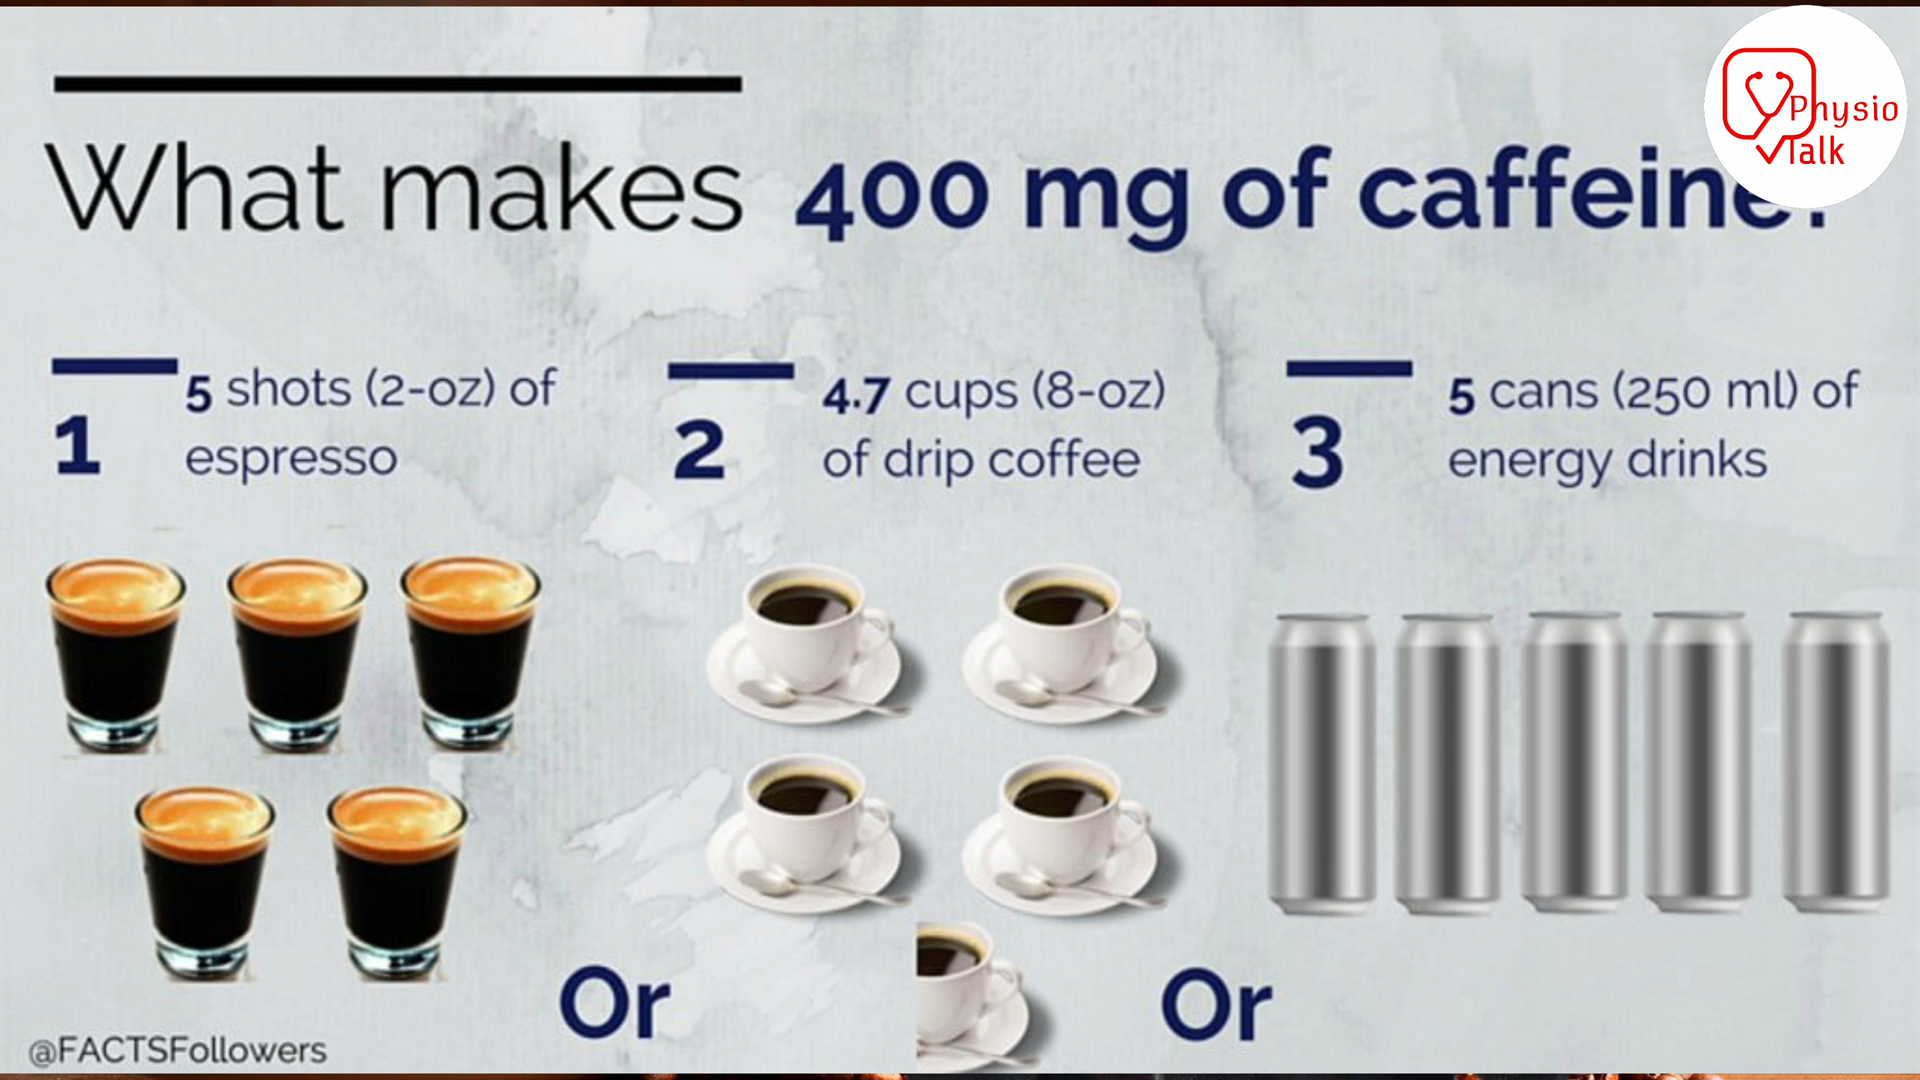 What makes 400 mg of caffeine?
Physio
Talk
1
5 shots (2-oz) of
espresso
2
4.7 cups (8-oz)
of drip coffee
3
5 cans (250 ml) of
energy drinks
Or
Or
@FACTSFollowers